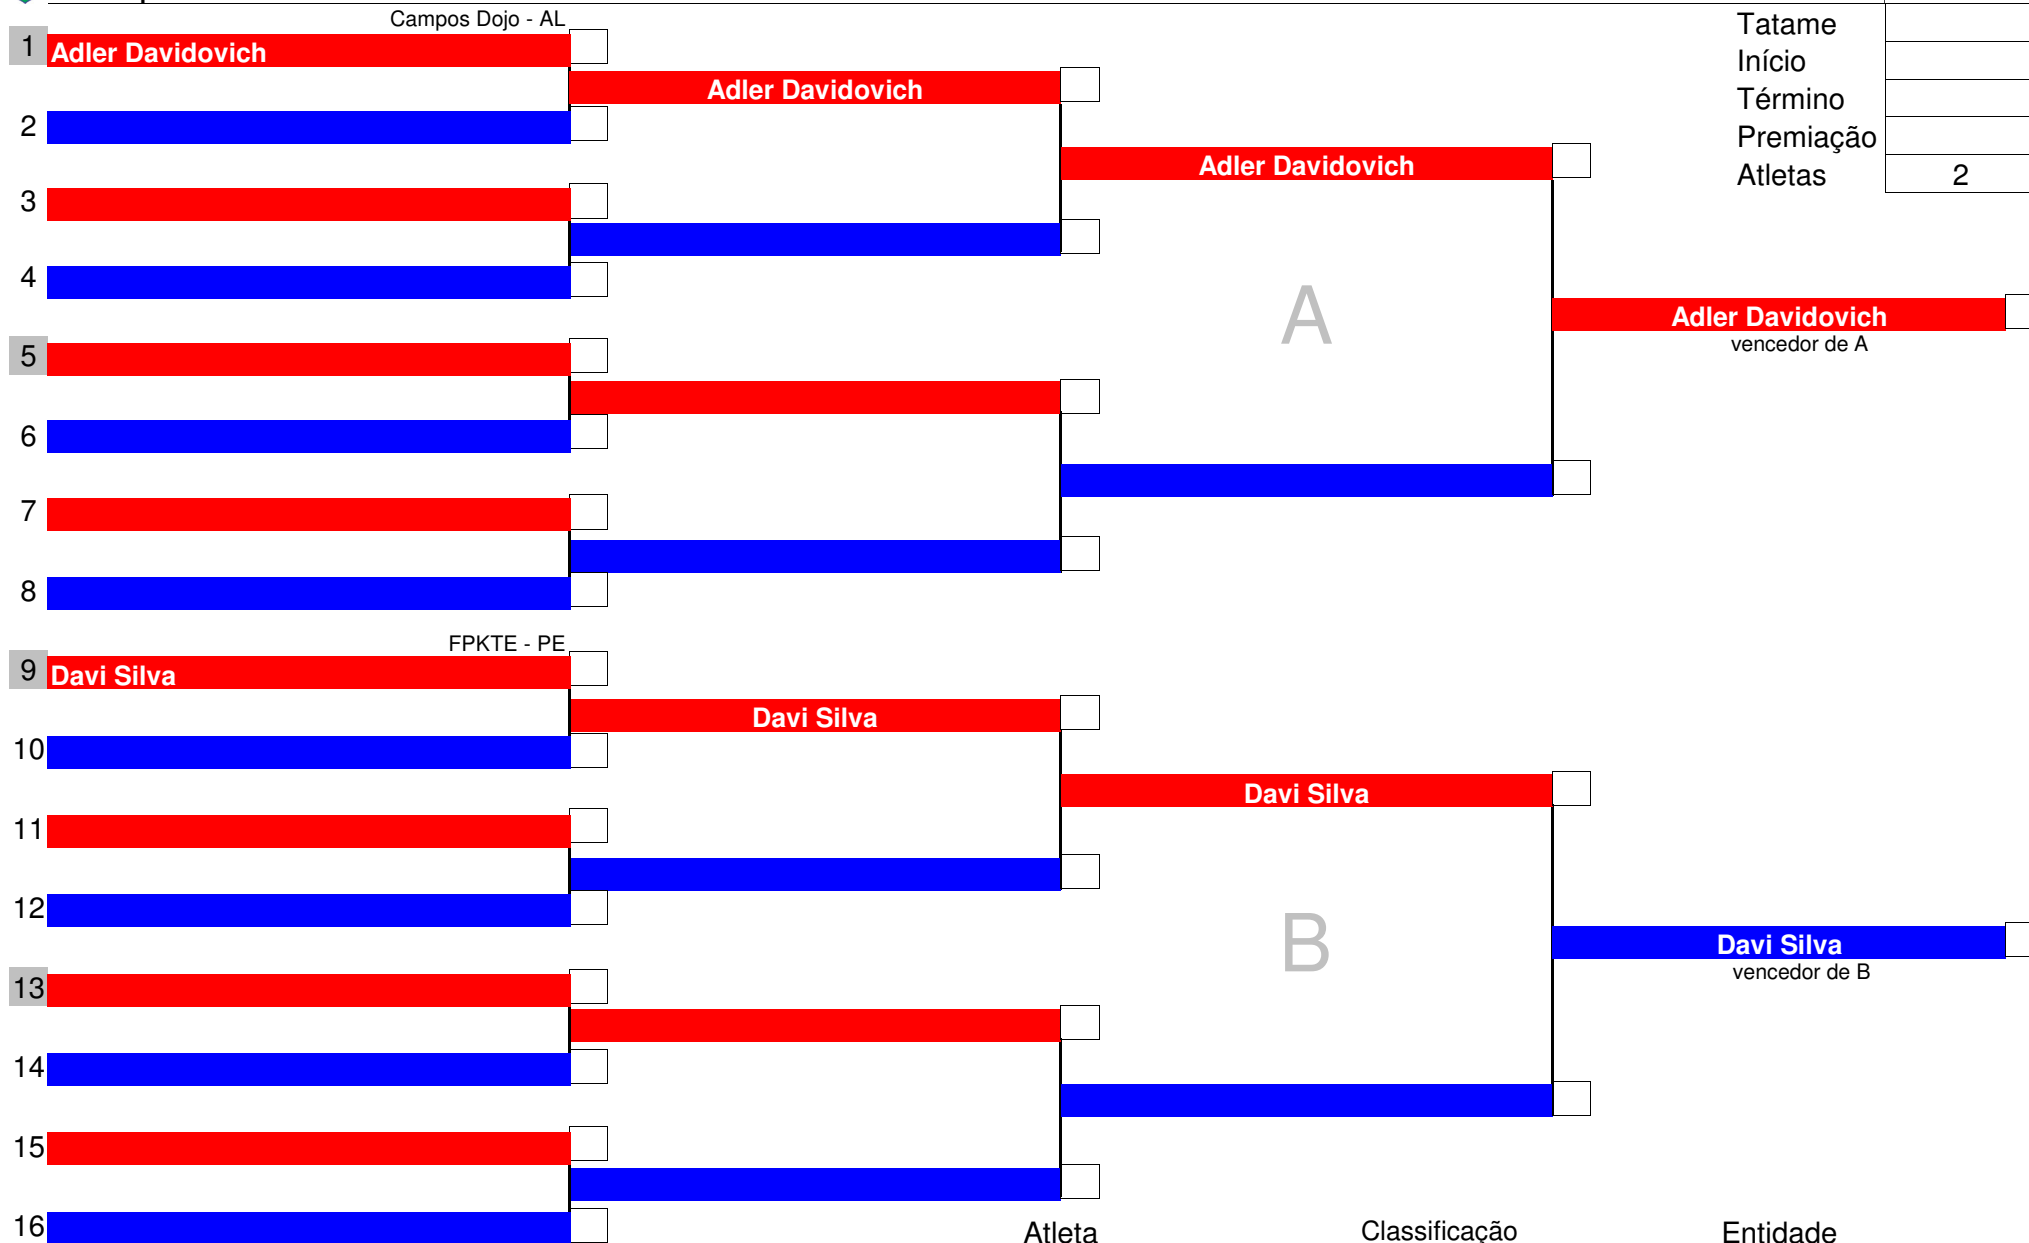 Campos Dojo - AL
1 Adler Davidovich
Adler Davidovich
2
Adler Davidovich
3
4
Adler Davidovich
vencedor de A
A
5
6
7
8
FPKTE - PE
9 Davi Silva
Davi Silva
10
Davi Silva
11
12
B
Davi Silva
vencedor de B
13
14
15
16
Tatame
Início
Término
Premiação
Atletas 2
Atleta Classificação Entidade